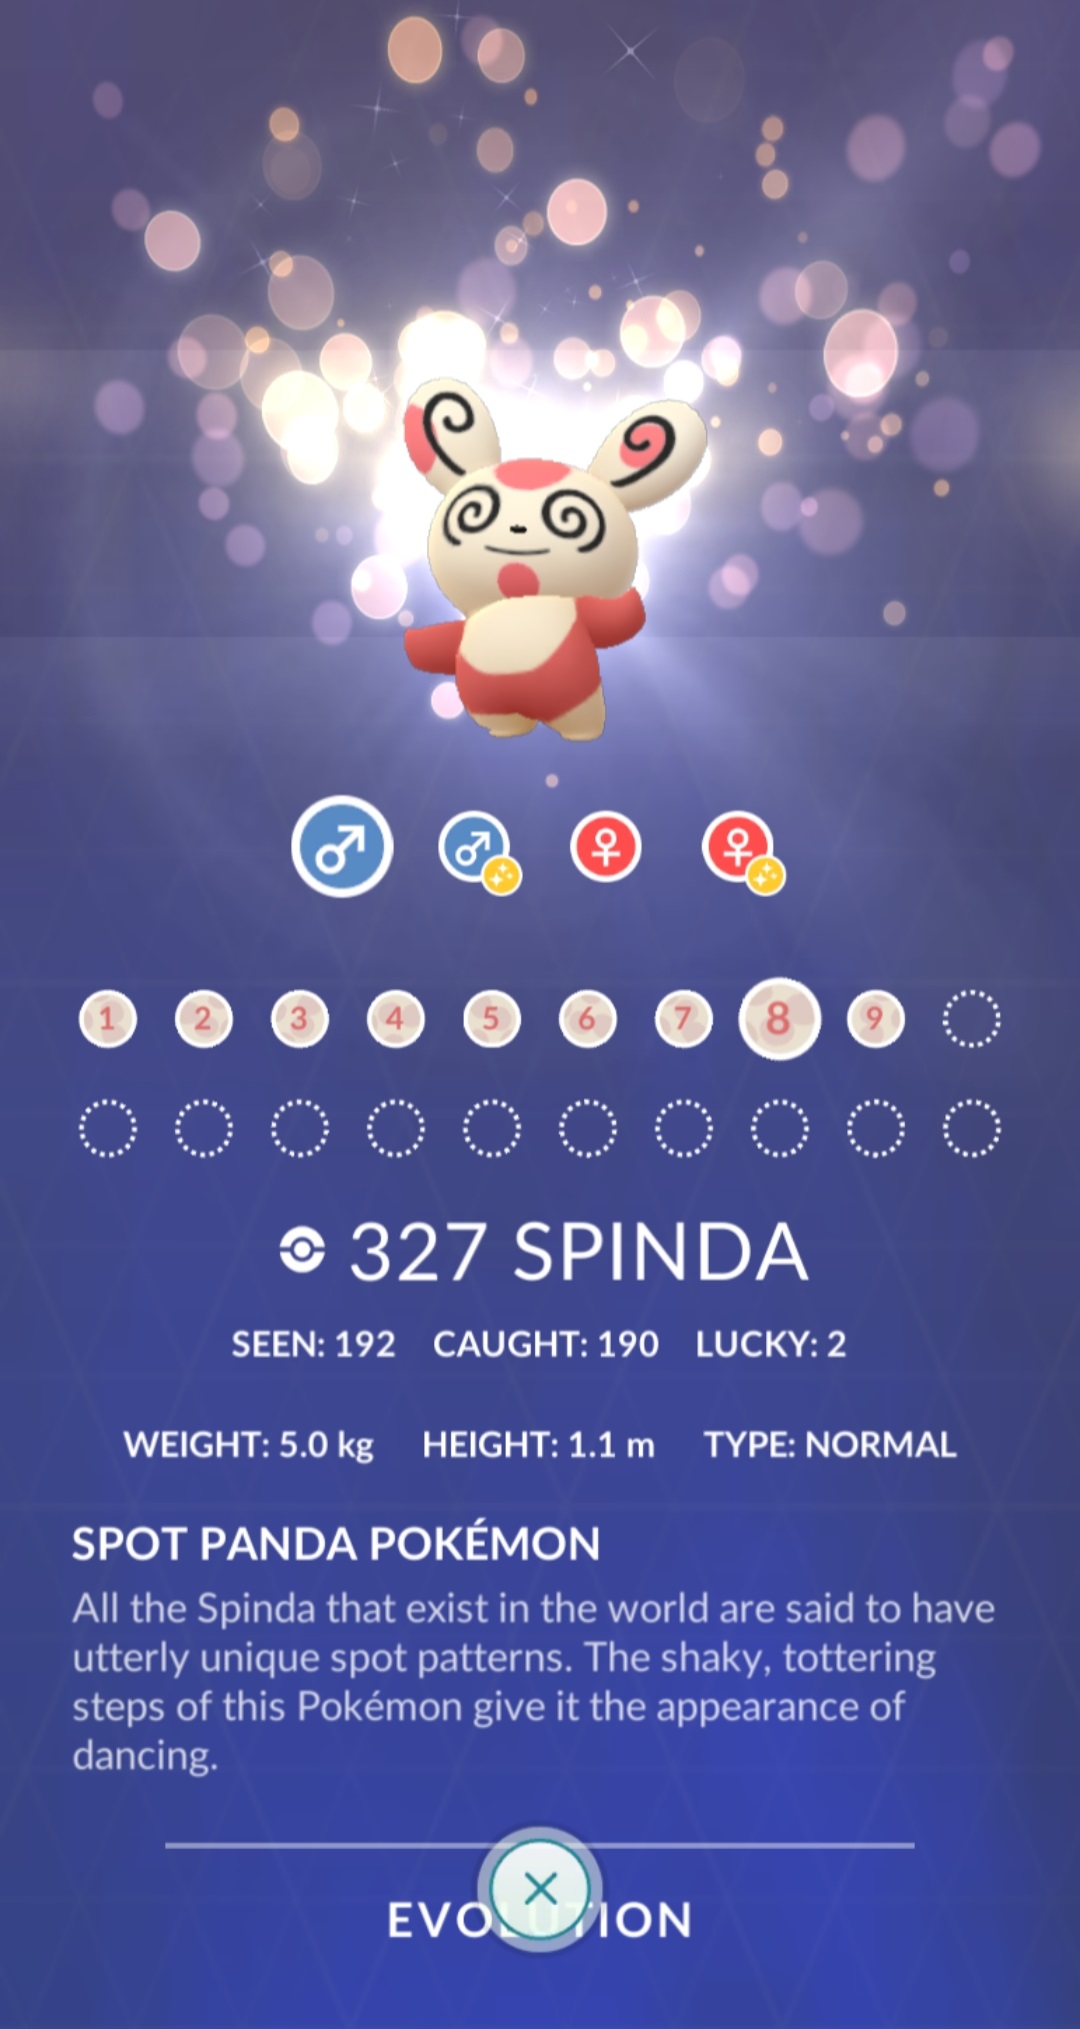 1 2 3 4 5 6 7 8 9
327 SPINDA
SEEN: 192 CAUGHT: 190 LUCKY: 2
WEIGHT: 5.0 kg HEIGHT: 1.1 m TYPE: NORMAL
SPOT PANDA POKÉMON
All the Spinda that exist in the world are said to have
utterly unique spot patterns. The shaky, tottering
steps of this Pokémon give it the appearance of
dancing.
EVOLUTION